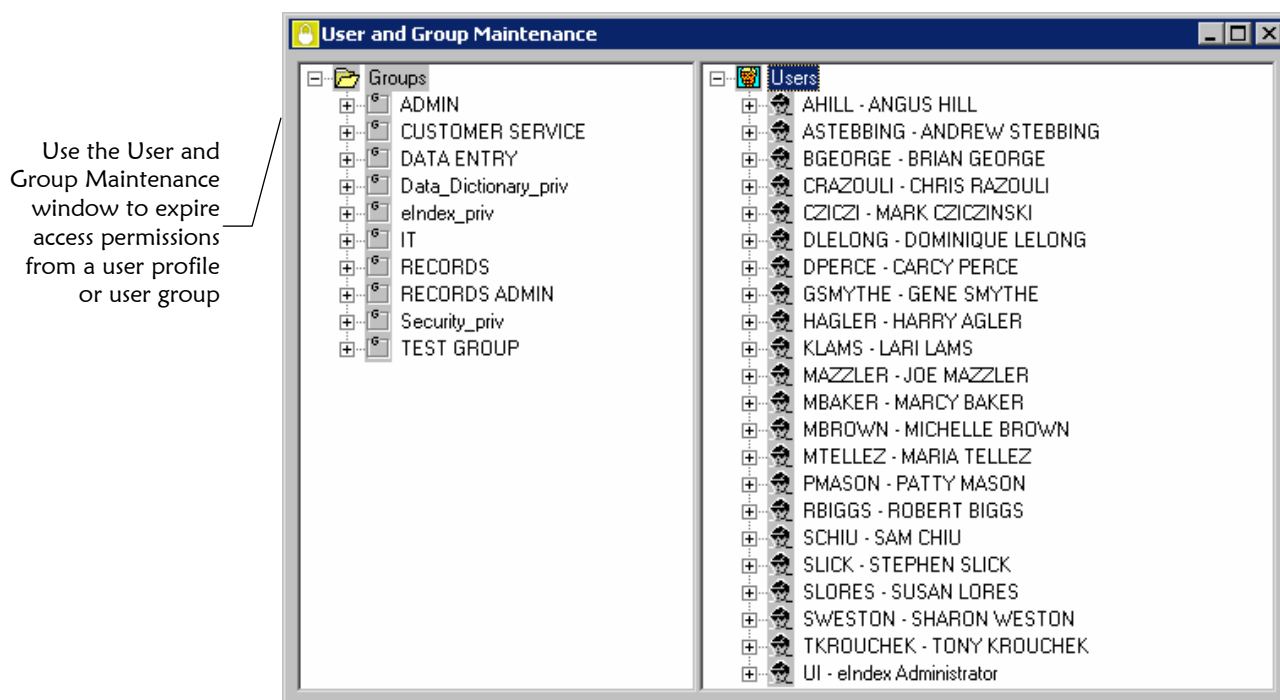 User and Group Maintenance
Use the User and
Group Maintenance
window to expire
access permissions
from a user profile
or user group
Groups
ADMIN
CUSTOMER SERVICE
DATA ENTRY
Data_Dictionary_priv
eIndex_priv
IT
RECORDS
RECORDS ADMIN
Security_priv
TEST GROUP
Users
AHILL - ANGUS HILL
ASTEBBING - ANDREW STEBBING
BGEORGE - BRIAN GEORGE
CRAZOULI - CHRIS RAZOULI
CZICZI - MARK CZICZINSKI
DLELONG - DOMINIQUE LELONG
DPERCE - CARCY PERCE
GSMYTHE - GENE SMYTHE
HAGLER - HARRY AGLER
KLAMS - LARI LAMS
MAZZLER - JOE MAZZLER
MBAKER - MARCY BAKER
MBROWN - MICHELLE BROWN
MTELLEZ - MARIA TELLEZ
PMASON - PATTY MASON
RBIGGS - ROBERT BIGGS
SCHIU - SAM CHIU
SLICK - STEPHEN SLICK
SLORES - SUSAN LORES
SWESTON - SHARON WESTON
TKROUCHEK - TONY KROUCHEK
UI - eIndex Administrator